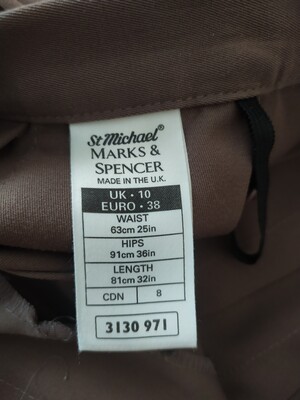 St Michael®
MARKS &
SPENCER
MADE IN THE U.K.
UK • 10
EURO • 38
WAIST
63cm 25in
HIPS
91cm 36in
LENGTH
81cm 32in
CDN 8
3130 971